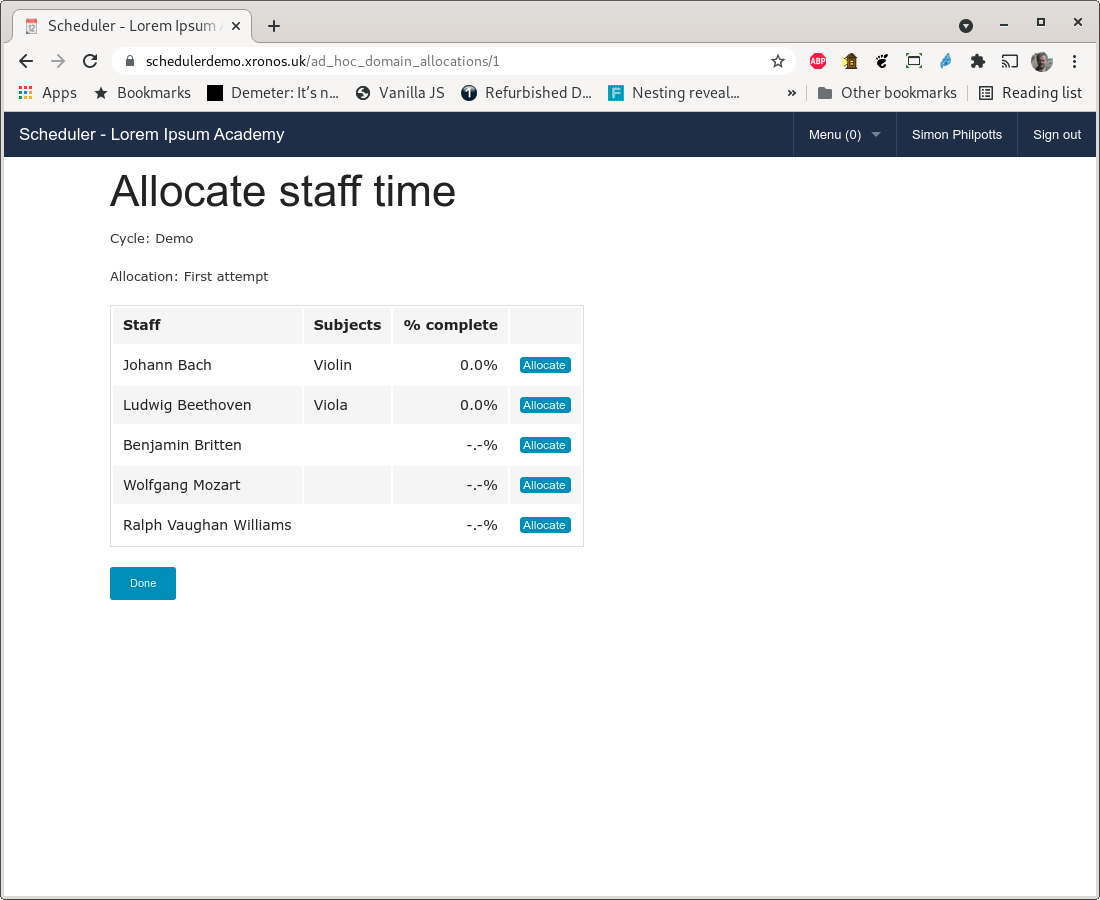 Scheduler - Lorem Ipsum
schedulerdemo.xronos.uk/ad_hoc_domain_allocations/1
ABP
Apps Bookmarks Demeter: It’s n... Vanilla JS Refurbished D... Nesting reveal... » Other bookmarks Reading list
Scheduler - Lorem Ipsum Academy Menu (0) Simon Philpotts Sign out
Allocate staff time
Cycle: Demo
Allocation: First attempt
Staff Subjects % complete
Johann Bach Violin 0.0% Allocate
Ludwig Beethoven Viola 0.0% Allocate
Benjamin Britten -.-% Allocate
Wolfgang Mozart -.-% Allocate
Ralph Vaughan Williams -.-% Allocate
Done